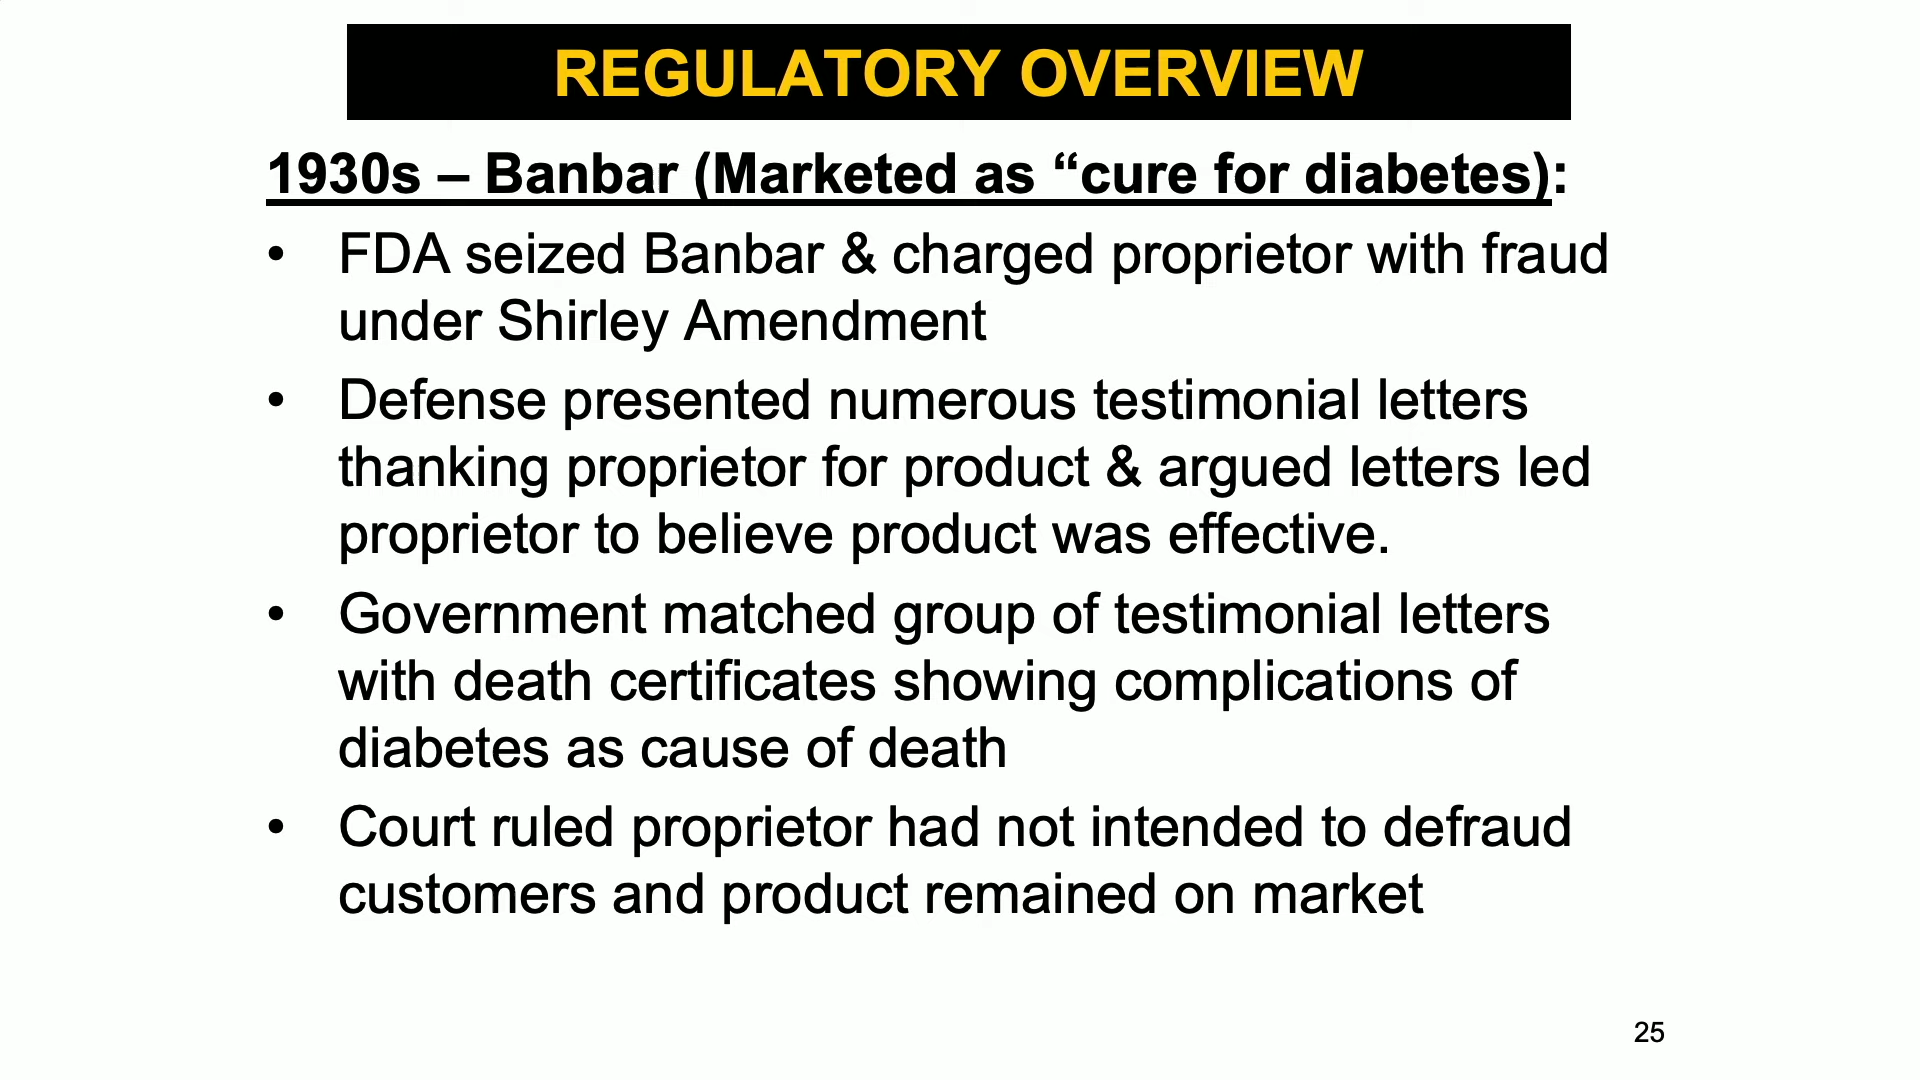 REGULATORY OVERVIEW
1930s – Banbar (Marketed as “cure for diabetes):
• FDA seized Banbar & charged proprietor with fraud
under Shirley Amendment
• Defense presented numerous testimonial letters
thanking proprietor for product & argued letters led
proprietor to believe product was effective.
• Government matched group of testimonial letters
with death certificates showing complications of
diabetes as cause of death
• Court ruled proprietor had not intended to defraud
customers and product remained on market
25